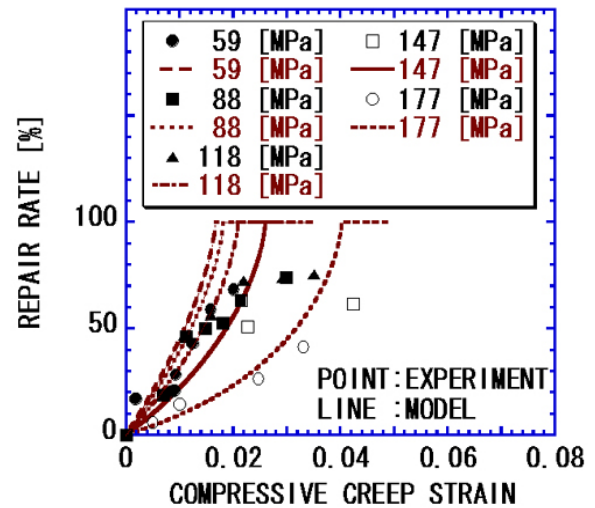 59 [MPa] 147 [MPa]
59 [MPa] 147 [MPa]
88 [MPa] 177 [MPa]
88 [MPa] 177 [MPa]
118 [MPa]
118 [MPa]
REPAIR RATE [%]
100
50
0
POINT:EXPERIMENT
LINE :MODEL
0 0.02 0.04 0.06 0.08
COMPRESSIVE CREEP STRAIN